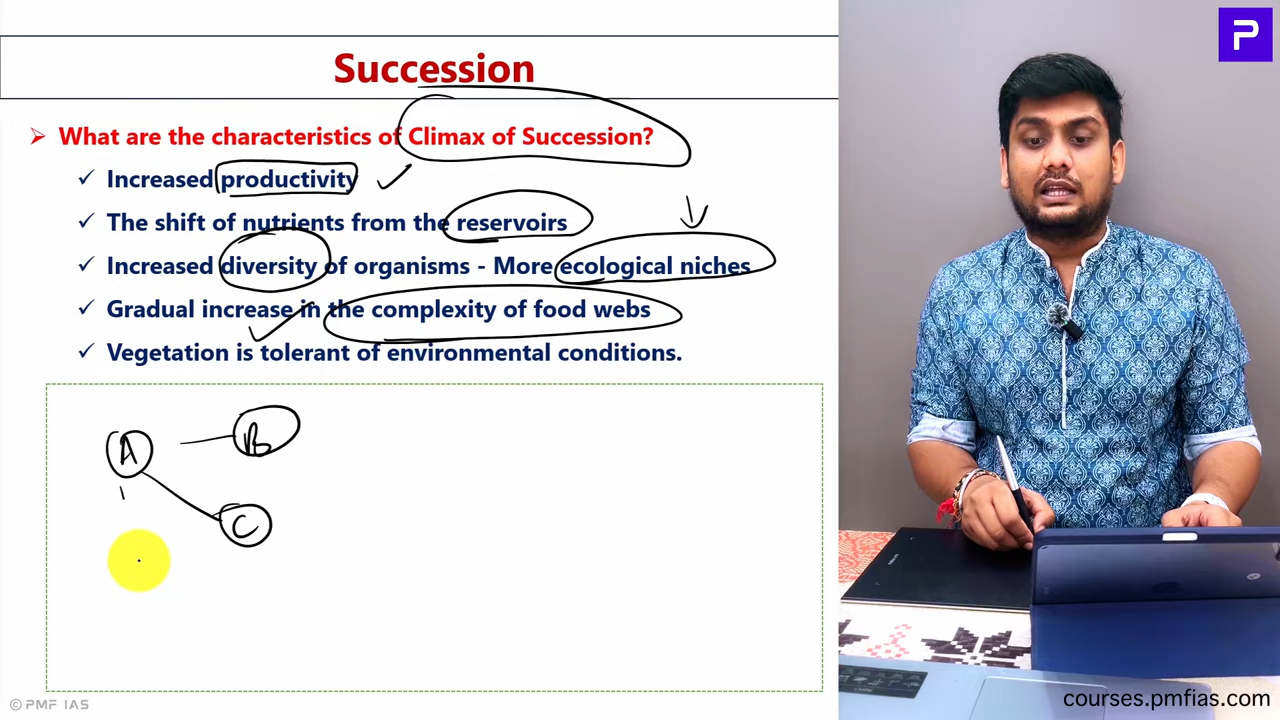 Succession
➢ What are the characteristics of Climax of Succession?
✓ Increased productivity
✓ The shift of nutrients from the reservoirs
✓ Increased diversity of organisms - More ecological niches
✓ Gradual increase in the complexity of food webs
✓ Vegetation is tolerant of environmental conditions.
A
B
C
© PMF IAS
P
courses.pmfias.com